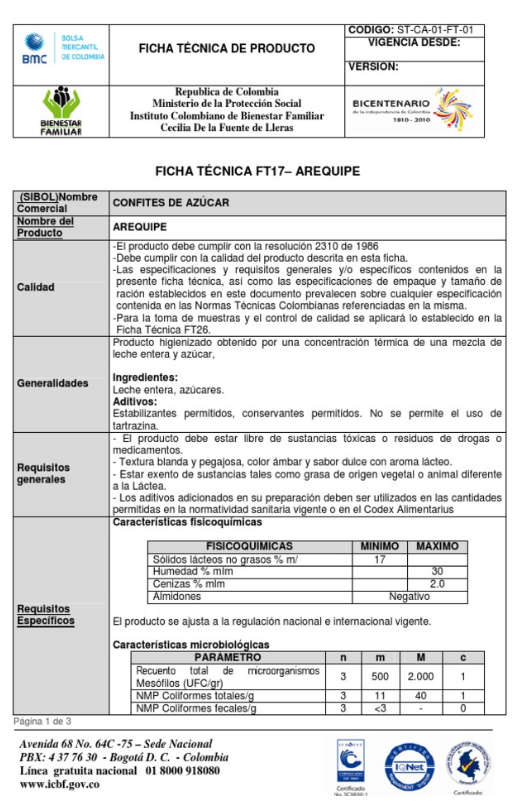 BMC
BOLSA
MERCANTIL
DE COLOMBIA
FICHA TÉCNICA DE PRODUCTO
CODIGO: ST-CA-01-FT-01
VIGENCIA DESDE:
VERSION:
BIENESTAR
FAMILIAR
Republica de Colombia
Ministerio de la Protección Social
Instituto Colombiano de Bienestar Familiar
Cecilia De la Fuente de Lleras
BICENTENARIO
de la independencia de Colombia
1810 - 2010
FICHA TÉCNICA FT17– AREQUIPE
(SIBOL)Nombre
Comercial
CONFITES DE AZÚCAR
Nombre del
Producto
AREQUIPE
Calidad
-El producto debe cumplir con la resolución 2310 de 1986
-Debe cumplir con la calidad del producto descrita en esta ficha.
-Las especificaciones y requisitos generales y/o específicos contenidos en la
presente ficha técnica, así como las especificaciones de empaque y tamaño de
ración establecidos en este documento prevalecen sobre cualquier especificación
contenida en las Normas Técnicas Colombianas referenciadas en la misma.
-Para la toma de muestras y el control de calidad se aplicará lo establecido en la
Ficha Técnica FT26.
Generalidades
Producto higienizado obtenido por una concentración térmica de una mezcla de
leche entera y azúcar,
Ingredientes:
Leche entera, azúcares.
Aditivos:
Estabilizantes permitidos, conservantes permitidos. No se permite el uso de
tartrazina.
Requisitos
generales
- El producto debe estar libre de sustancias tóxicas o residuos de drogas o
medicamentos.
- Textura blanda y pegajosa, color ámbar y sabor dulce con aroma lácteo.
- Estar exento de sustancias tales como grasa de origen vegetal o animal diferente
a la Láctea.
- Los aditivos adicionados en su preparación deben ser utilizados en las cantidades
permitidas en la normatividad sanitaria vigente o en el Codex Alimentarius
Requisitos
Específicos
Características fisicoquímicas
FISICOQUIMICAS MINIMO MAXIMO
Sólidos lácteos no grasos % m/ 17
Humedad % mlm 30
Cenizas % mlm 2.0
Almidones Negativo
El producto se ajusta a la regulación nacional e internacional vigente.
Características microbiológicas
PARAMETRO n m M c
Recuento total de microorganismos
Mesófilos (UFC/gr) 3 500 2.000 1
NMP Coliformes totales/g 3 11 40 1
NMP Coliformes fecales/g 3 <3 - 0
Página 1 de 3
Avenida 68 No. 64C -75 – Sede Nacional
PBX: 4 37 76 30 - Bogotá D. C. - Colombia
Línea gratuita nacional 01 8000 918080
www.icbf.gov.co
IQNet
Certificado
Certificado